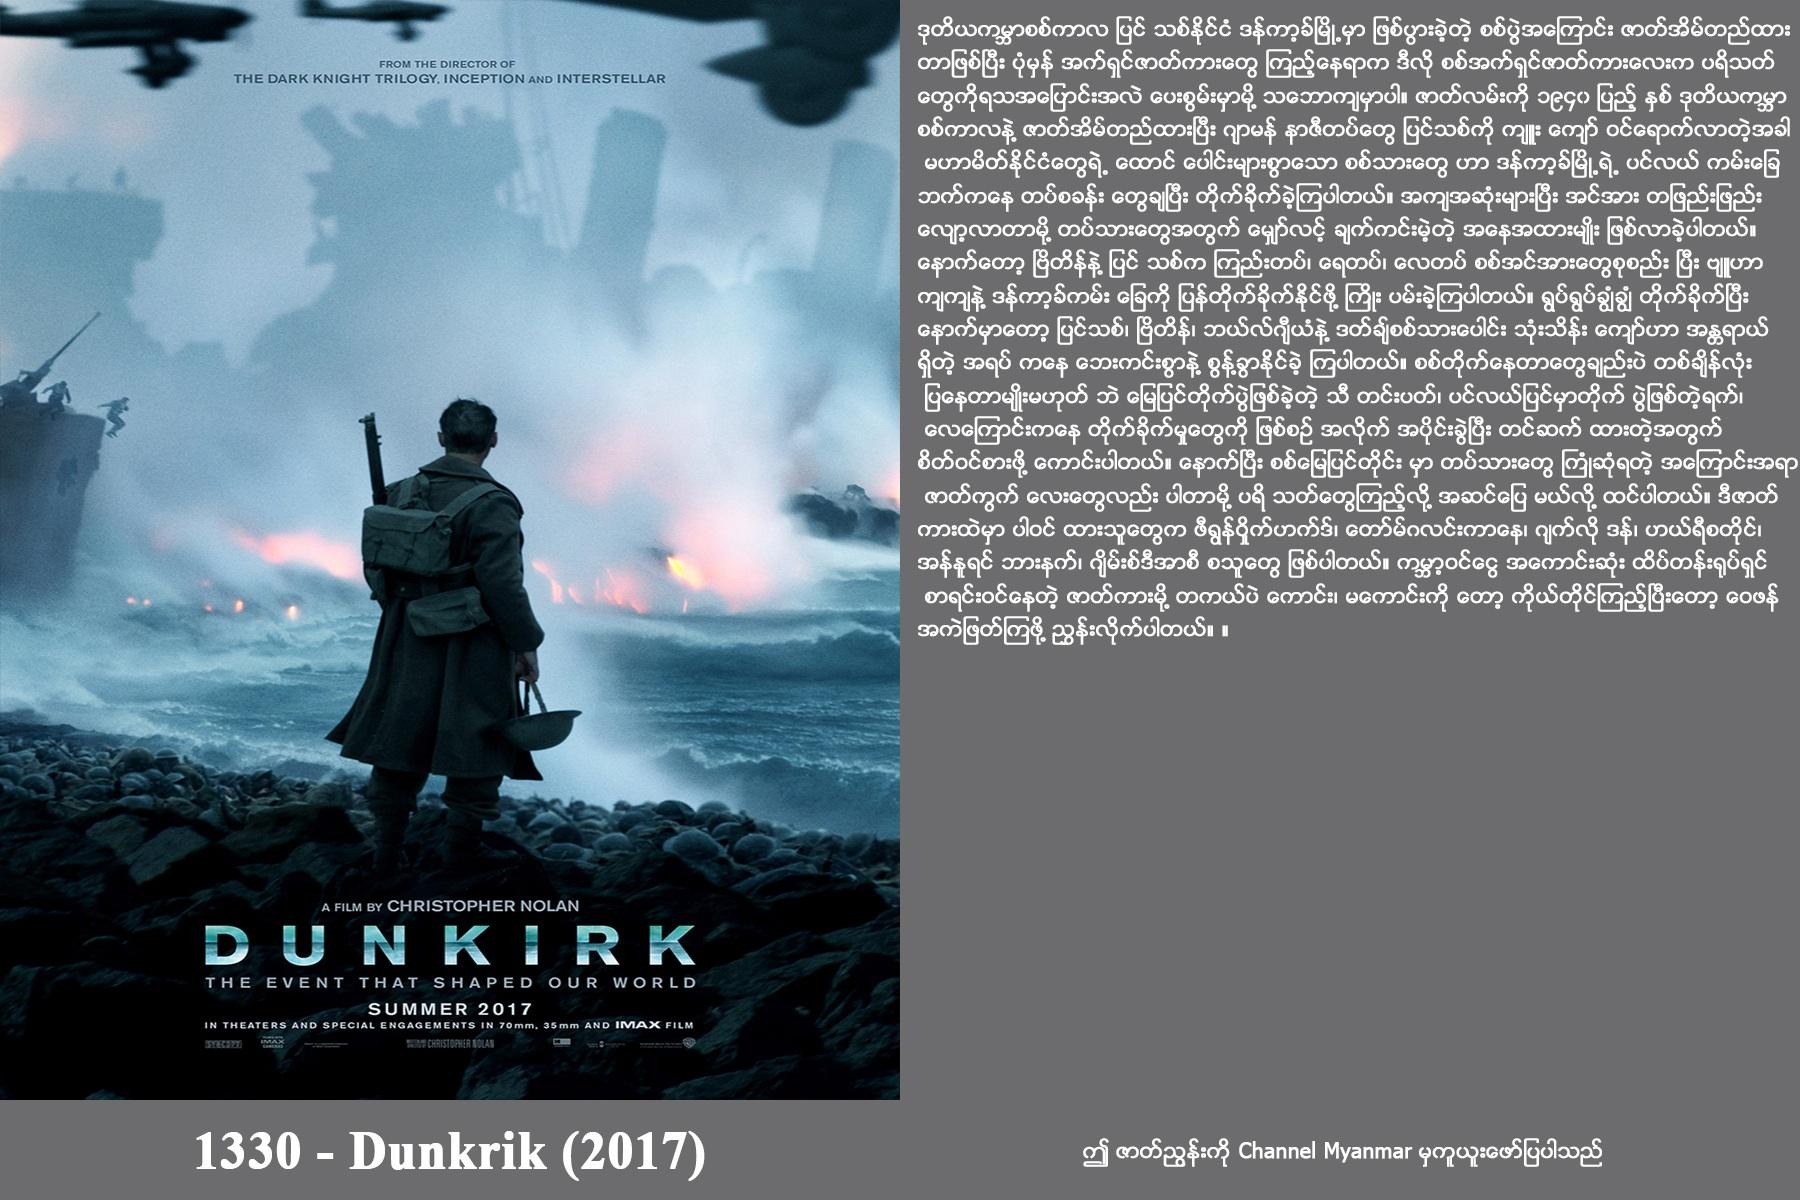 FROM THE DIRECTOR OF
THE DARK KNIGHT TRILOGY, INCEPTION AND INTERSTELLAR
A FILM BY CHRISTOPHER NOLAN
DUNKIRK
THE EVENT THAT SHAPED OUR WORLD
SUMMER 2017
IN THEATERS AND SPECIAL ENGAGEMENTS IN 70mm, 35mm AND IMAX FILM
1330 - Dunkrik (2017)
ဒုတိယကမ္ဘာစစ်ကာလ ပြင် သစ်နိုင်ငံ ဒန်ကာ့ခ်မြို့မှာ ဖြစ်ပွားခဲ့တဲ့ စစ်ပွဲအကြောင်း ဇာတ်အိမ်တည်ထား
တာဖြစ်ပြီး ပုံမှန် အက်ရှင်ဇာတ်ကားတွေ ကြည့်နေရာက ဒီလို စစ်အက်ရှင်ဇာတ်ကားလေးက ပရိသတ်
တွေကိုရသအပြောင်းအလဲ ပေးစွမ်းမှာမို့ သဘောကျမှာပါ။ ဇာတ်လမ်းကို ၁၉၄၀ ပြည့် နှစ် ဒုတိယကမ္ဘာ
စစ်ကာလနဲ့ ဇာတ်အိမ်တည်ထားပြီး ဂျာမန် နာဇီတပ်တွေ ပြင်သစ်ကို ကျူး ကျော် ဝင်ရောက်လာတဲ့အခါ
မဟာမိတ်နိုင်ငံတွေရဲ့ ထောင် ပေါင်းများစွာသော စစ်သားတွေ ဟာ ဒန်ကာ့ခ်မြို့ရဲ့ ပင်လယ် ကမ်းခြေ
ဘက်ကနေ တပ်စခန်း တွေချပြီး တိုက်ခိုက်ခဲ့ကြပါတယ်။ အကျအဆုံးများပြီး အင်အား တဖြည်းဖြည်း
လျော့လာတာမို့ တပ်သားတွေအတွက် မျှော်လင့် ချက်ကင်းမဲ့တဲ့ အနေအထားမျိုး ဖြစ်လာခဲ့ပါတယ်။
နောက်တော့ ဗြိတိန်နဲ့ ပြင် သစ်က ကြည်းတပ်၊ ရေတပ်၊ လေတပ် စစ်အင်အားတွေစုစည်း ပြီး ဗျူဟာ
ကျကျနဲ့ ဒန်ကာ့ခ်ကမ်း ခြေကို ပြန်တိုက်ခိုက်နိုင်ဖို့ ကြိုး ပမ်းခဲ့ကြပါတယ်။ ရွပ်ရွပ်ချွံချွံ တိုက်ခိုက်ပြီး
နောက်မှာတော့ ပြင်သစ်၊ ဗြိတိန်၊ ဘယ်လ်ဂျီယံနဲ့ ဒတ်ချ်စစ်သားပေါင်း သုံးသိန်း ကျော်ဟာ အန္တရာယ်
ရှိတဲ့ အရပ် ကနေ ဘေးကင်းစွာနဲ့ စွန့်ခွာနိုင်ခဲ့ ကြပါတယ်။ စစ်တိုက်နေတာတွေချည်းပဲ တစ်ချိန်လုံး
ပြနေတာမျိုးမဟုတ် ဘဲ မြေပြင်တိုက်ပွဲဖြစ်ခဲ့တဲ့ သီ တင်းပတ်၊ ပင်လယ်ပြင်မှာတိုက် ပွဲဖြစ်တဲ့ရက်၊
လေကြောင်းကနေ တိုက်ခိုက်မှုတွေကို ဖြစ်စဉ် အလိုက် အပိုင်းခွဲပြီး တင်ဆက် ထားတဲ့အတွက်
စိတ်ဝင်စားဖို့ ကောင်းပါတယ်။ နောက်ပြီး စစ်မြေပြင်တိုင်း မှာ တပ်သားတွေ ကြုံဆုံရတဲ့ အကြောင်းအရာ
ဇာတ်ကွက် လေးတွေလည်း ပါတာမို့ ပရိ သတ်တွေကြည့်လို့ အဆင်ပြေ မယ်လို့ ထင်ပါတယ်။ ဒီဇာတ်
ကားထဲမှာ ပါဝင် ထားသူတွေက ဖီရွန်ဝှိုက်ဟက်ဒ်၊ တော်မ်ဂလင်းကာနေ၊ ဂျက်လို ဒန်၊ ဟယ်ရီစတိုင်၊
အန်နူရင် ဘားနက်၊ ဂျိမ်းစ်ဒီအာစီ စသူတွေ ဖြစ်ပါတယ်။ ကမ္ဘာ့ဝင်ငွေ အကောင်းဆုံး ထိပ်တန်းရုပ်ရှင်
စာရင်းဝင်နေတဲ့ ဇာတ်ကားမို့ တကယ်ပဲ ကောင်း၊ မကောင်းကို တော့ ကိုယ်တိုင်ကြည့်ပြီးတော့ ဝေဖန်
အကဲဖြတ်ကြဖို့ ညွှန်းလိုက်ပါတယ်။ ။
ဤ ဇာတ်ညွန်းကို Channel Myanmar မှကူယူးဖော်ပြပါသည်